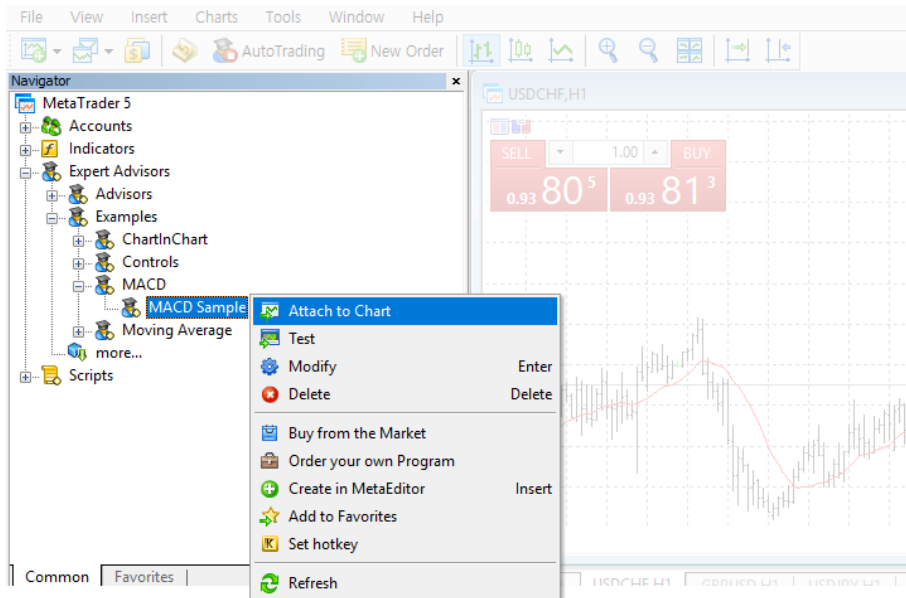 File View Insert Charts Tools Window Help
AutoTrading New Order
Navigator
MetaTrader 5
Accounts
Indicators
Expert Advisors
Advisors
Examples
ChartInChart
Controls
MACD
MACD Sample
Moving Average
more...
Scripts
Common Favorites
Attach to Chart
Test
Modify Enter
Delete Delete
Buy from the Market
Order your own Program
Create in MetaEditor Insert
Add to Favorites
Set hotkey
Refresh
USDCHF,H1
SELL 1.00 BUY
0.93 80 5 0.93 81 3
USDCHF,H1 GBPUSD,H1 USDJPY,H1